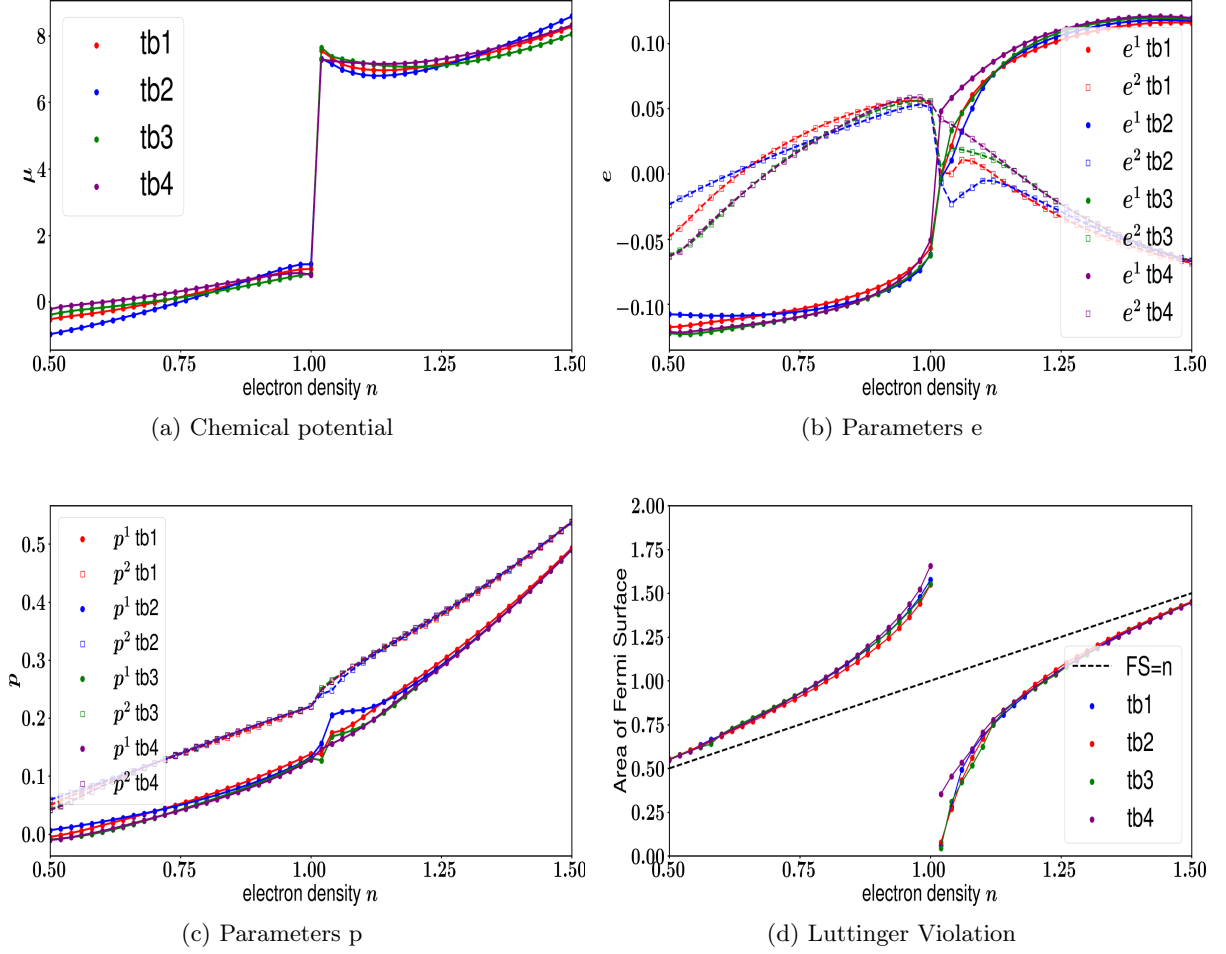 8
6
4
2
0
μ
tb1
tb2
tb3
tb4
0.50
0.75
1.00
1.25
1.50
electron density n
(a) Chemical potential
0.10
0.05
0.00
−0.05
−0.10
e
e¹ tb1
e² tb1
e¹ tb2
e² tb2
e¹ tb3
e² tb3
e¹ tb4
e² tb4
0.50
0.75
1.00
1.25
1.50
electron density n
(b) Parameters e
0.5
0.4
0.3
0.2
0.1
0.0
p
p¹ tb1
p² tb1
p¹ tb2
p² tb2
p¹ tb3
p² tb3
p¹ tb4
p² tb4
0.50
0.75
1.00
1.25
1.50
electron density n
(c) Parameters p
2.00
1.75
1.50
1.25
1.00
0.75
0.50
0.25
0.00
Area of Fermi Surface
FS=n
tb1
tb2
tb3
tb4
0.50
0.75
1.00
1.25
1.50
electron density n
(d) Luttinger Violation